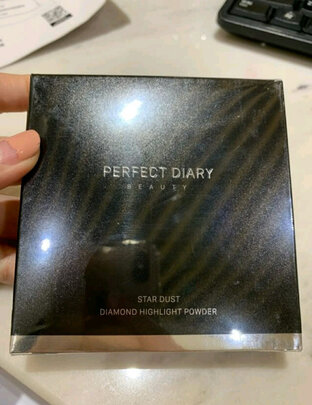 PERFECT DIARY
BEAUTY
STAR DUST
DIAMOND HIGHLIGHT POWDER